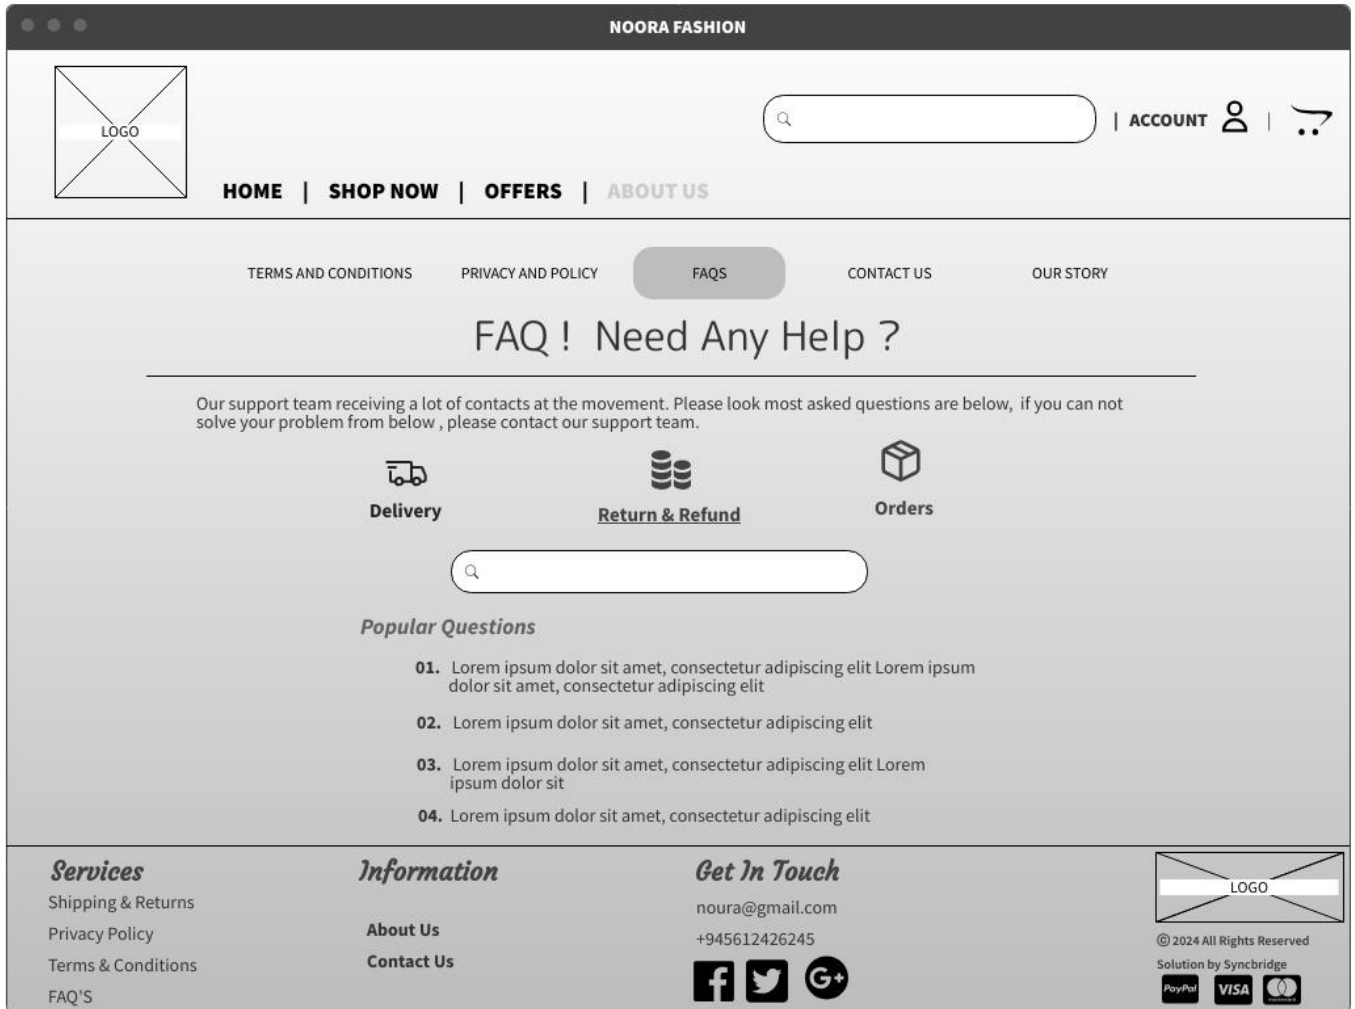 NOORA FASHION
LOGO
| ACCOUNT |
HOME | SHOP NOW | OFFERS | ABOUT US
TERMS AND CONDITIONS PRIVACY AND POLICY FAQS CONTACT US OUR STORY
FAQ ! Need Any Help ?
Our support team receiving a lot of contacts at the movement. Please look most asked questions are below, if you can not
solve your problem from below , please contact our support team.
Delivery Return & Refund Orders
Popular Questions
01. Lorem ipsum dolor sit amet, consectetur adipiscing elit Lorem ipsum
dolor sit amet, consectetur adipiscing elit
02. Lorem ipsum dolor sit amet, consectetur adipiscing elit
03. Lorem ipsum dolor sit amet, consectetur adipiscing elit Lorem
ipsum dolor sit
04. Lorem ipsum dolor sit amet, consectetur adipiscing elit
Services
Shipping & Returns
Privacy Policy
Terms & Conditions
FAQ'S
Information
About Us
Contact Us
Get In Touch
noura@gmail.com
+945612426245
G+
LOGO
© 2024 All Rights Reserved
Solution by Syncbridge
PayPal VISA mastercard